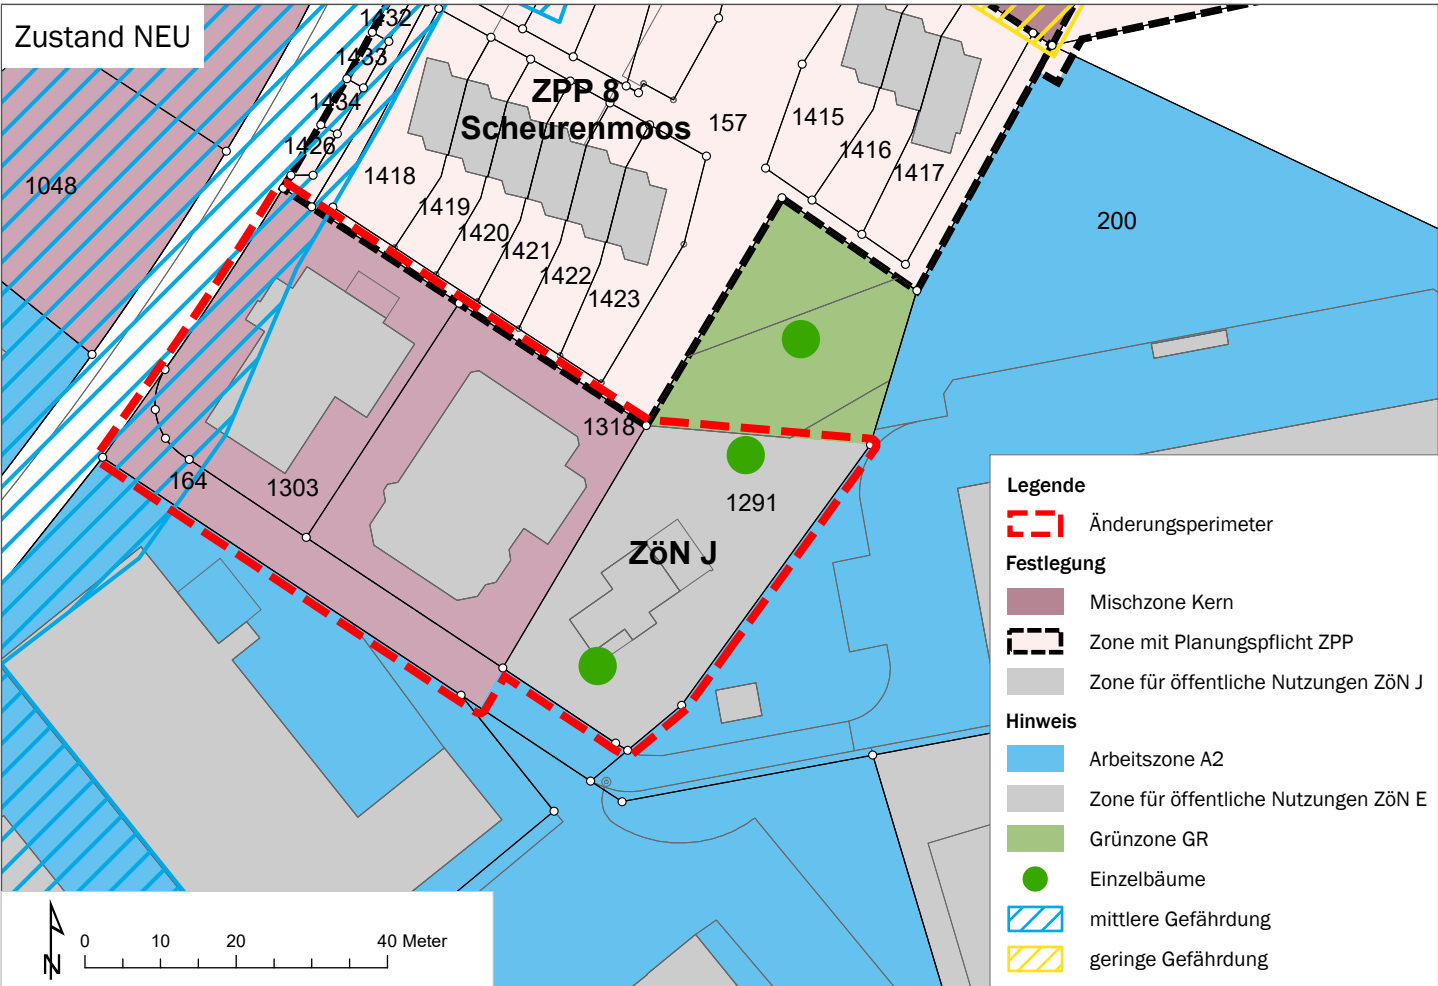 Zustand NEU
1432
1433
1434
1426
1048
ZPP 8
Scheurenmoos
157
1415
1416
1417
1418
1419
1420
1421
1422
1423
200
1318
164
1303
1291
ZöN J
Legende
Änderungsperimeter
Festlegung
Mischzone Kern
Zone mit Planungspflicht ZPP
Zone für öffentliche Nutzungen ZöN J
Hinweis
Arbeitszone A2
Zone für öffentliche Nutzungen ZöN E
Grünzone GR
Einzelbäume
mittlere Gefährdung
geringe Gefährdung
N
0 10 20 40 Meter